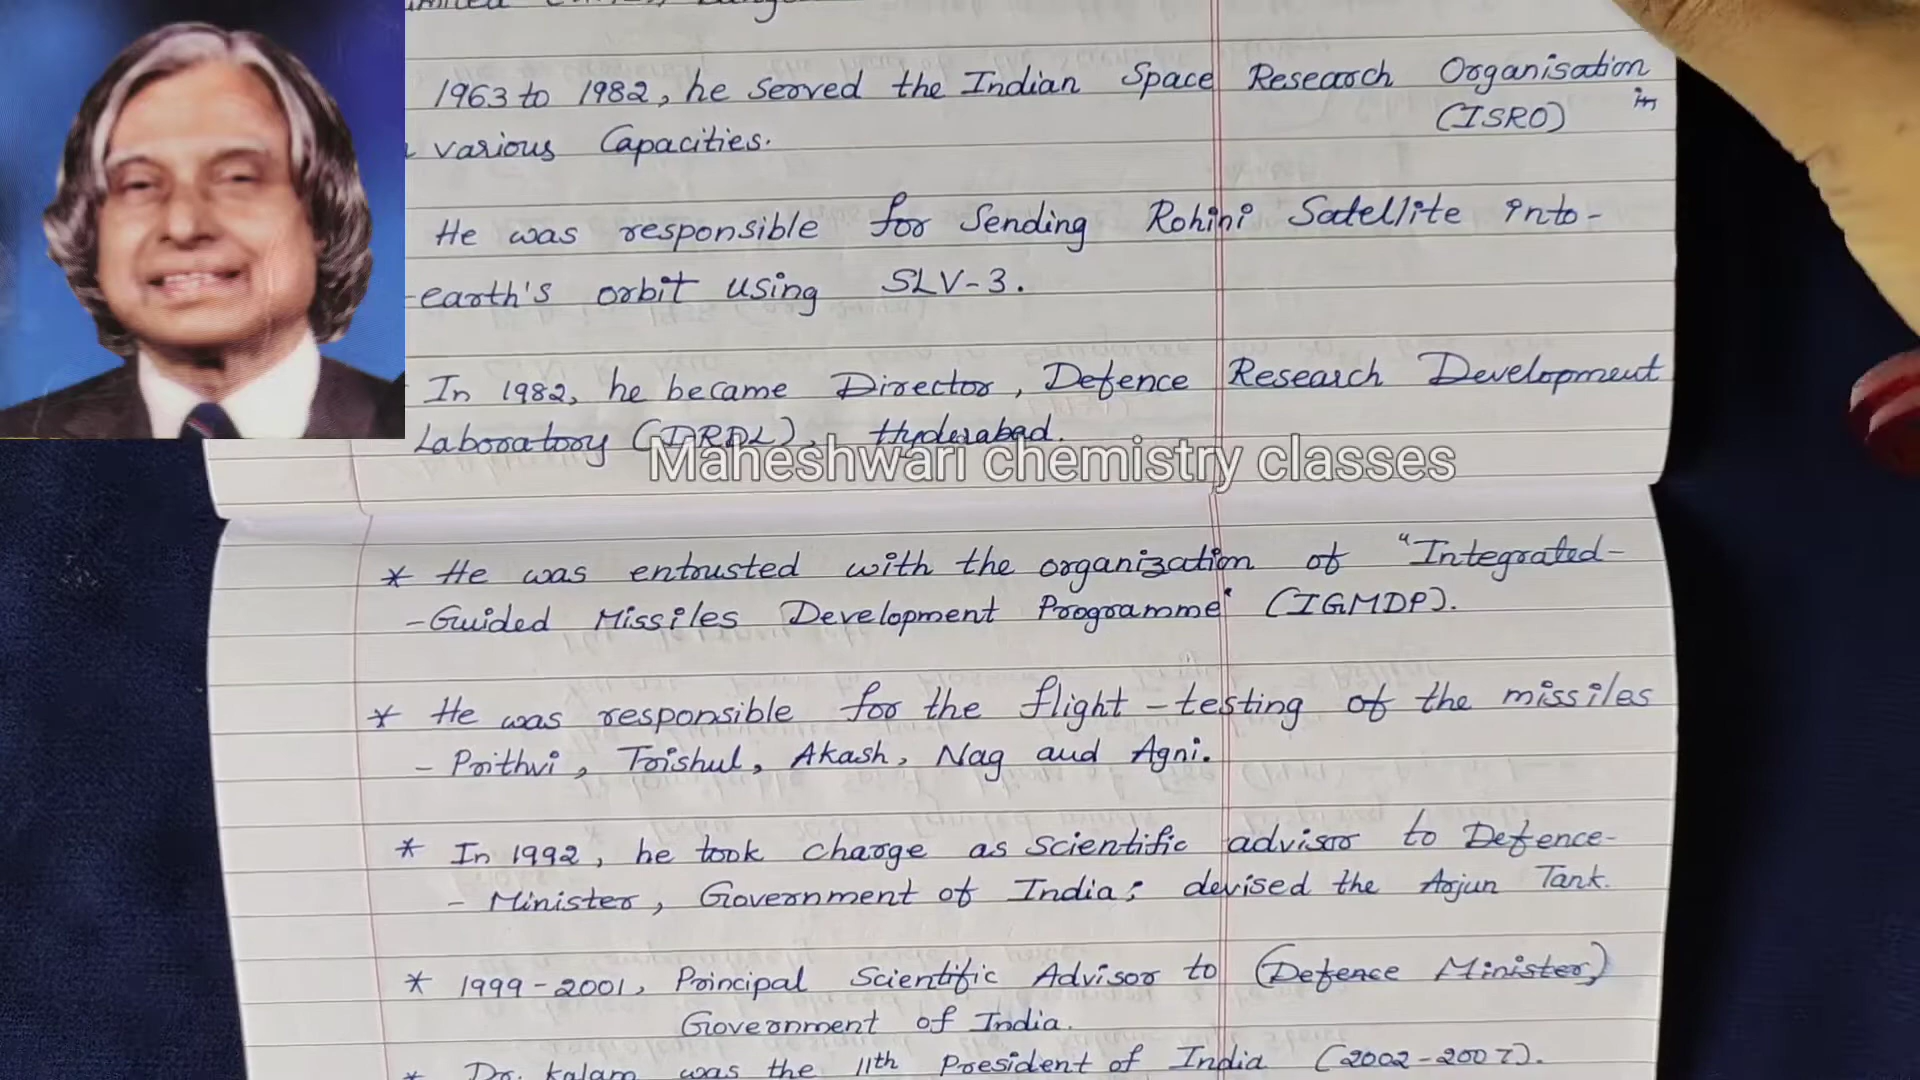 1963 to 1982, he served the Indian Space Research Organisation
(ISRO) in
various Capacities.
He was responsible for Sending Rohini Satellite into-
-earth's orbit using SLV-3.
In 1982, he became Director, Defence Research Development
Laboratory (DRDL), Hyderabad.
Maheshwari chemistry classes
* He was entrusted with the organization of "Integrated-
-Guided Missiles Development Programme" (IGMDP).
* He was responsible for the flight-testing of the missiles
- Prithvi, Trishul, Akash, Nag and Agni.
* In 1992, he took charge as scientific advisor to Defence-
- Minister, Government of India; devised the Arjun Tank.
* 1999-2001, Principal Scientific Advisor to (Defence Minister)
Government of India.
* Dr. Kalam was the 11th President of India (2002-2007).